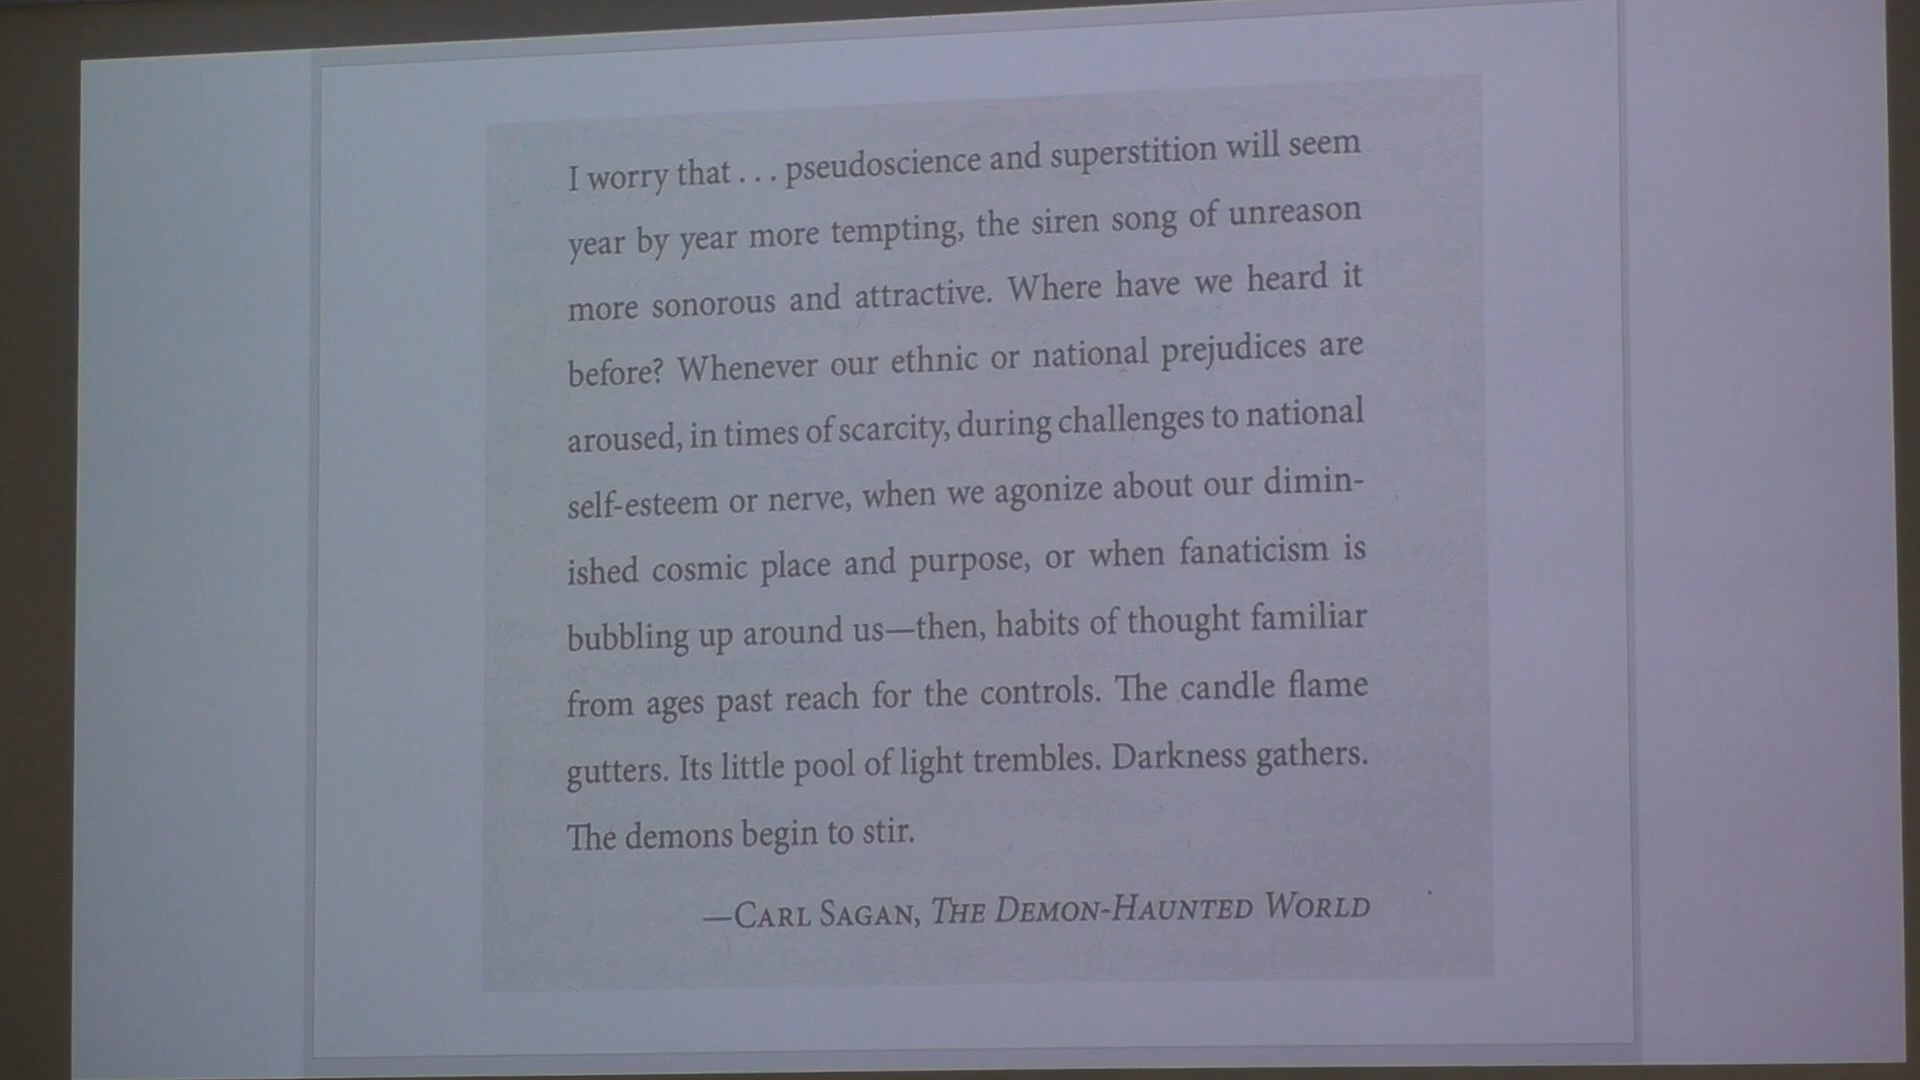 I worry that . . . pseudoscience and superstition will seem
year by year more tempting, the siren song of unreason
more sonorous and attractive. Where have we heard it
before? Whenever our ethnic or national prejudices are
aroused, in times of scarcity, during challenges to national
self-esteem or nerve, when we agonize about our dimin-
ished cosmic place and purpose, or when fanaticism is
bubbling up around us—then, habits of thought familiar
from ages past reach for the controls. The candle flame
gutters. Its little pool of light trembles. Darkness gathers.
The demons begin to stir.
—CARL SAGAN, THE DEMON-HAUNTED WORLD